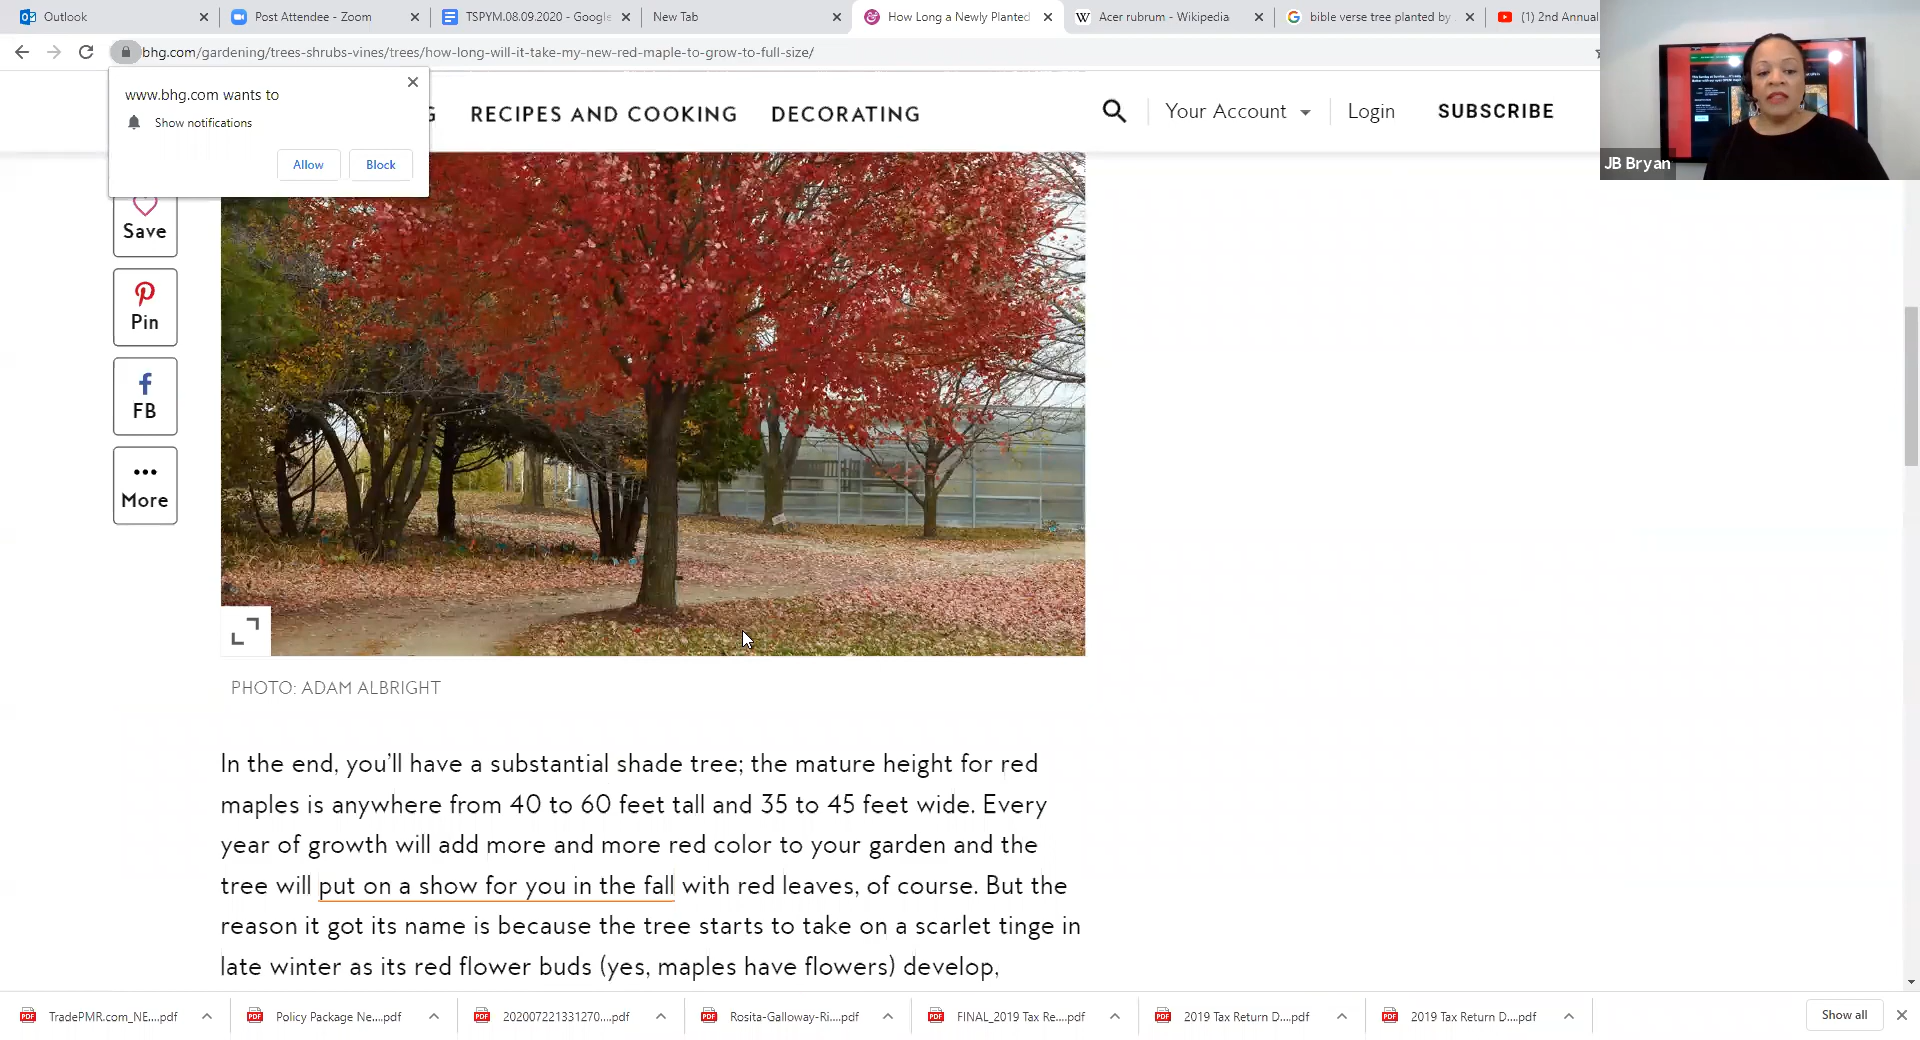 Outlook
Post Attendee - Zoom
TSPYM.08.09.2020 - Google
New Tab
How Long a Newly Planted
Acer rubrum - Wikipedia
bible verse tree planted by
(1) 2nd Annual
bhg.com/gardening/trees-shrubs-vines/trees/how-long-will-it-take-my-new-red-maple-to-grow-to-full-size/
www.bhg.com wants to
Show notifications
Allow
Block
G
RECIPES AND COOKING
DECORATING
Your Account
Login
SUBSCRIBE
JB Bryan
Save
Pin
FB
More
PHOTO: ADAM ALBRIGHT
In the end, you'll have a substantial shade tree; the mature height for red
maples is anywhere from 40 to 60 feet tall and 35 to 45 feet wide. Every
year of growth will add more and more red color to your garden and the
tree will put on a show for you in the fall with red leaves, of course. But the
reason it got its name is because the tree starts to take on a scarlet tinge in
late winter as its red flower buds (yes, maples have flowers) develop,
TradePMR.com_NE....pdf
Policy Package Ne....pdf
202007221331270....pdf
Rosita-Galloway-Ri....pdf
FINAL_2019 Tax Re....pdf
2019 Tax Return D....pdf
2019 Tax Return D....pdf
Show all